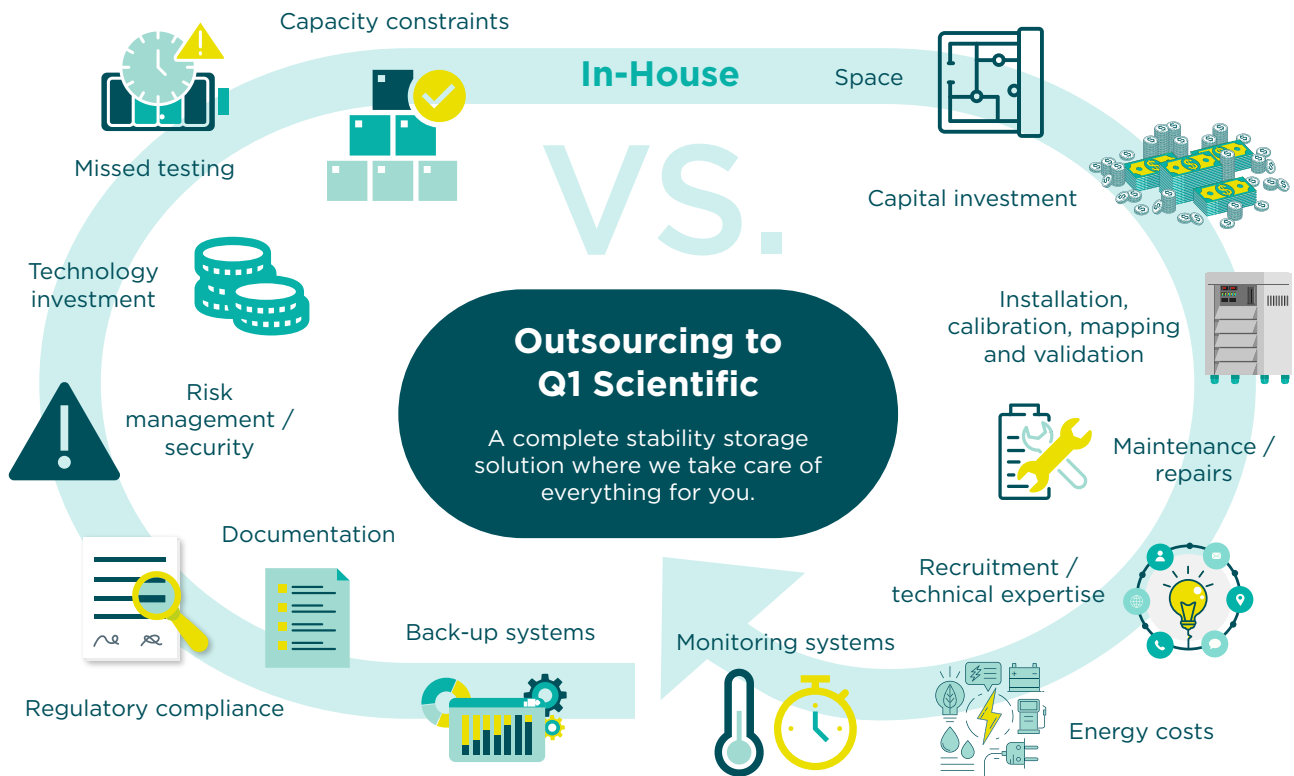 Capacity constraints
In-House
Space
Missed testing
VS.
Capital investment
Technology
investment
Installation,
calibration, mapping
and validation
Outsourcing to
Q1 Scientific
A complete stability storage
solution where we take care of
everything for you.
Risk
management /
security
Maintenance /
repairs
Documentation
Recruitment /
technical expertise
Back-up systems
Monitoring systems
Regulatory compliance
Energy costs